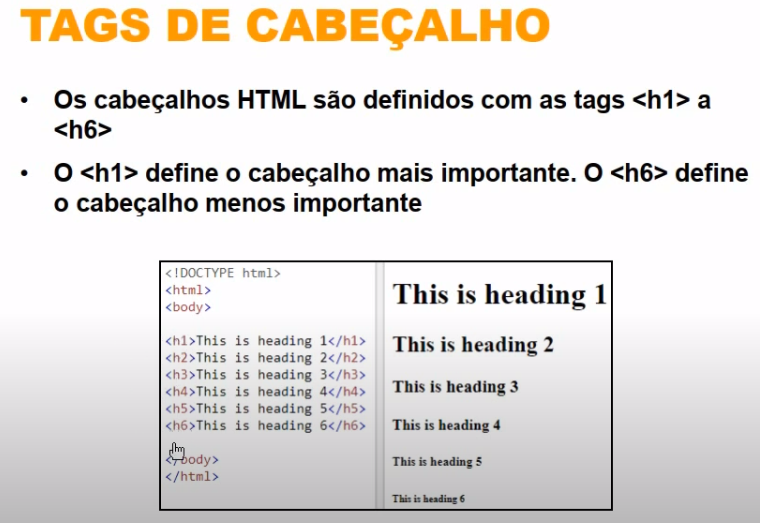 TAGS DE CABEÇALHO
• Os cabeçalhos HTML são definidos com as tags <h1> a
<h6>
• O <h1> define o cabeçalho mais importante. O <h6> define
o cabeçalho menos importante
<!DOCTYPE html>
<html>
<body>
<h1>This is heading 1</h1>
<h2>This is heading 2</h2>
<h3>This is heading 3</h3>
<h4>This is heading 4</h4>
<h5>This is heading 5</h5>
<h6>This is heading 6</h6>
</body>
</html>
This is heading 1
This is heading 2
This is heading 3
This is heading 4
This is heading 5
This is heading 6